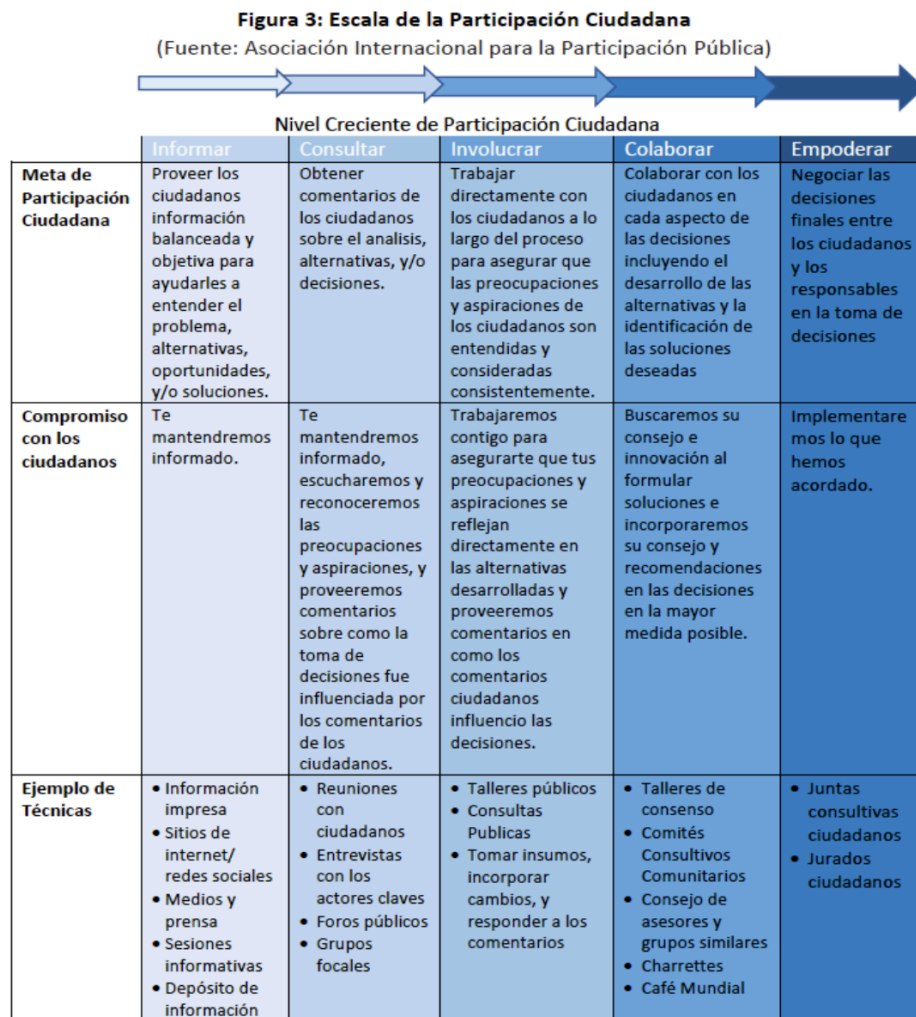 Figura 3: Escala de la Participación Ciudadana
(Fuente: Asociación Internacional para la Participación Pública)
Nivel Creciente de Participación Ciudadana
Informar
Consultar
Involucrar
Colaborar
Empoderar
Meta de
Participación
Ciudadana
Proveer los
ciudadanos
información
balanceada y
objetiva para
ayudarles a
entender el
problema,
alternativas,
oportunidades,
y/o soluciones.
Obtener
comentarios de
los ciudadanos
sobre el analisis,
alternativas, y/o
decisiones.
Trabajar
directamente con
los ciudadanos a lo
largo del proceso
para asegurar que
las preocupaciones
y aspiraciones de
los ciudadanos son
entendidas y
consideradas
consistentemente.
Colaborar con los
ciudadanos en
cada aspecto de
las decisiones
incluyendo el
desarrollo de las
alternativas y la
identificación de
las soluciones
deseadas
Negociar las
decisiones
finales entre
los ciudadanos
y los
responsables
en la toma de
decisiones
Compromiso
con los
ciudadanos
Te
mantendremos
informado.
Te
mantendremos
informado,
escucharemos y
reconoceremos
las
preocupaciones
y aspiraciones, y
proveeremos
comentarios
sobre como la
toma de
decisiones fue
influenciada por
los comentarios
de los
ciudadanos.
Trabajaremos
contigo para
asegurarte que tus
preocupaciones y
aspiraciones se
reflejan
directamente en
las alternativas
desarrolladas y
proveeremos
comentarios en
como los
comentarios
ciudadanos
influencio las
decisiones.
Buscaremos su
consejo e
innovación al
formular
soluciones e
incorporaremos
su consejo y
recomendaciones
en las decisiones
en la mayor
medida posible.
Implementare
mos lo que
hemos
acordado.
Ejemplo de
Técnicas
• Información
impresa
• Sitios de
internet/
redes sociales
• Medios y
prensa
• Sesiones
informativas
• Depósito de
información
• Reuniones
con
ciudadanos
• Entrevistas
con los
actores claves
• Foros públicos
• Grupos
focales
• Talleres públicos
• Consultas
Publicas
• Tomar insumos,
incorporar
cambios, y
responder a los
comentarios
• Talleres de
consenso
• Comités
Consultivos
Comunitarios
• Consejo de
asesores y
grupos similares
• Charrettes
• Café Mundial
• Juntas
consultivas
ciudadanos
• Jurados
ciudadanos